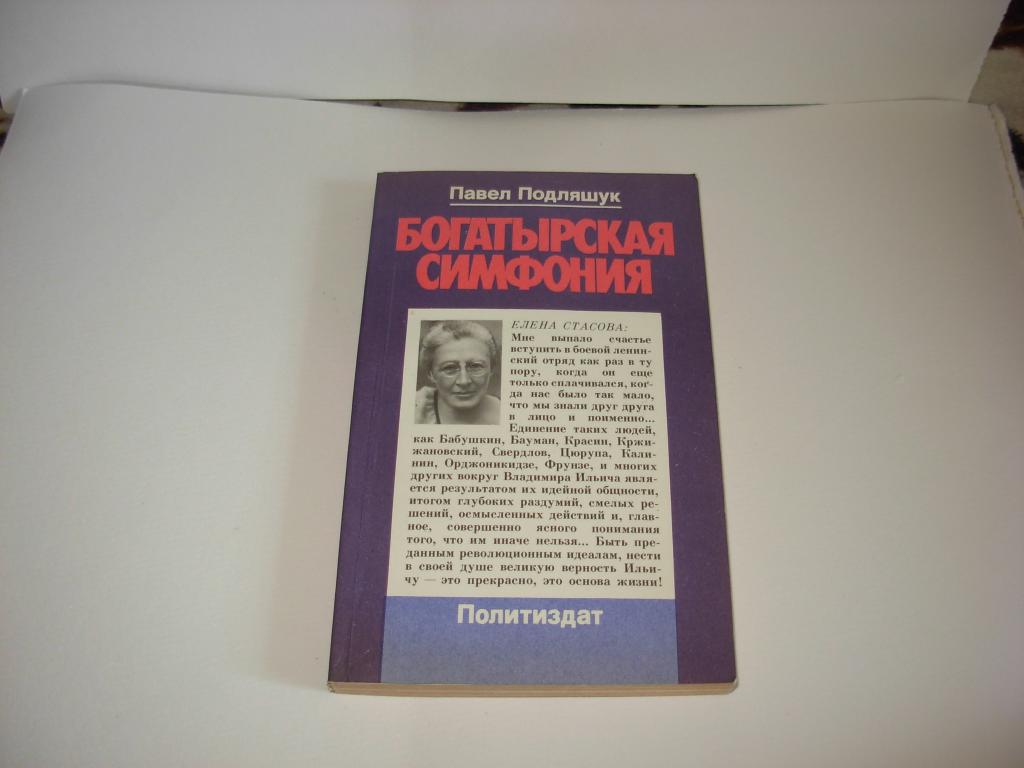 Павел Подляшук
БОГАТЫРСКАЯ
СИМФОНИЯ
ЕЛЕНА СТАСОВА:
Мне выпало счастье
вступить в боевой ленин-
ский отряд как раз в ту
пору, когда он еще
только сплачивался, ког-
да нас было так мало,
что мы знали друг друга
в лицо и поименно...
Единение таких людей,
как Бабушкин, Бауман, Красин, Кржи-
жановский, Свердлов, Цюрупа, Кали-
нин, Орджоникидзе, Фрунзе, и многих
других вокруг Владимира Ильича явля-
ется результатом их идейной общности,
итогом глубоких раздумий, смелых ре-
шений, осмысленных действий и, глав-
ное, совершенно ясного понимания
того, что им иначе нельзя... Быть пре-
данным революционным идеалам, нести
в своей душе великую верность Ильи-
чу — это прекрасно, это основа жизни!
Политиздат